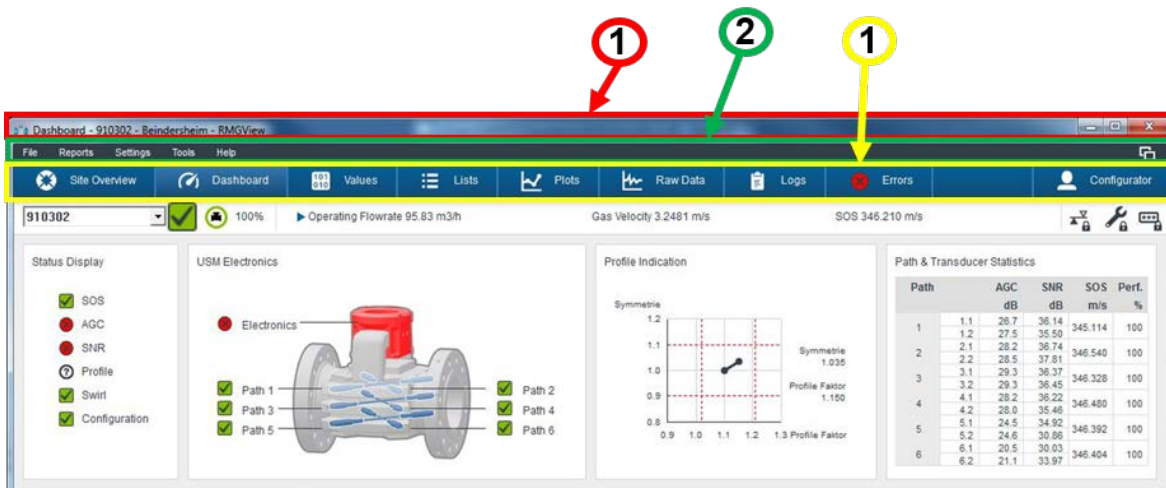 1 2 1
Dashboard - 910302 - Beindersheim - RMGView
File Reports Settings Tools Help
Site Overview Dashboard 101 010 Values Lists Plots Raw Data Logs Errors Configurator
910302 100% Operating Flowrate 95.83 m3/h Gas Velocity 3.2481 m/s SOS 346.210 m/s
Status Display
SOS
AGC
SNR
Profile
Swirl
Configuration
USM Electronics
Electronics
Path 1 Path 2
Path 3 Path 4
Path 5 Path 6
Profile Indication
Symmetrie
1.2
1.1
1.0
0.9
0.8
0.9 1.0 1.1 1.2 1.3 Profile Faktor
Symmetrie
1.035
Profile Faktor
1.150
Path & Transducer Statistics
Path AGC SNR SOS Perf.
dB dB m/s %
1 1.1 26.7 36.14 345.114 100
1.2 27.5 35.50
2 2.1 28.2 36.74 346.540 100
2.2 28.5 37.81
3 3.1 29.3 36.37 346.328 100
3.2 29.3 36.45
4 4.1 28.2 36.22 346.480 100
4.2 28.0 35.46
5 5.1 24.5 34.92 346.392 100
5.2 24.6 30.86
6 6.1 20.5 30.03 346.404 100
6.2 21.1 33.97